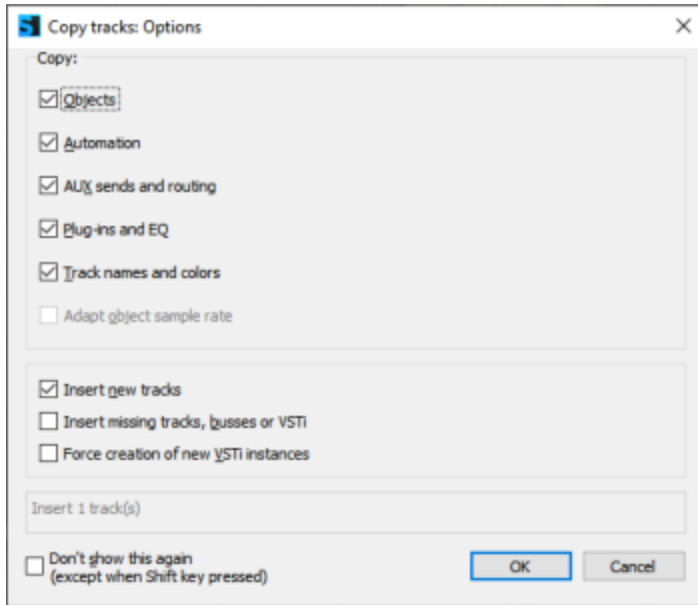 Copy tracks: Options
Copy:
Objects
Automation
AUX sends and routing
Plug-ins and EQ
Track names and colors
Adapt object sample rate
Insert new tracks
Insert missing tracks, busses or VSTi
Force creation of new VSTi instances
Insert 1 track(s)
Don't show this again
(except when Shift key pressed)
OK
Cancel